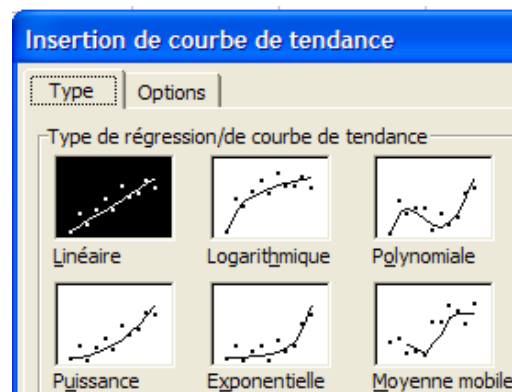 Insertion de courbe de tendance
Type Options
Type de régression/de courbe de tendance
Linéaire Logarithmique Polynomiale
Puissance Exponentielle Moyenne mobile